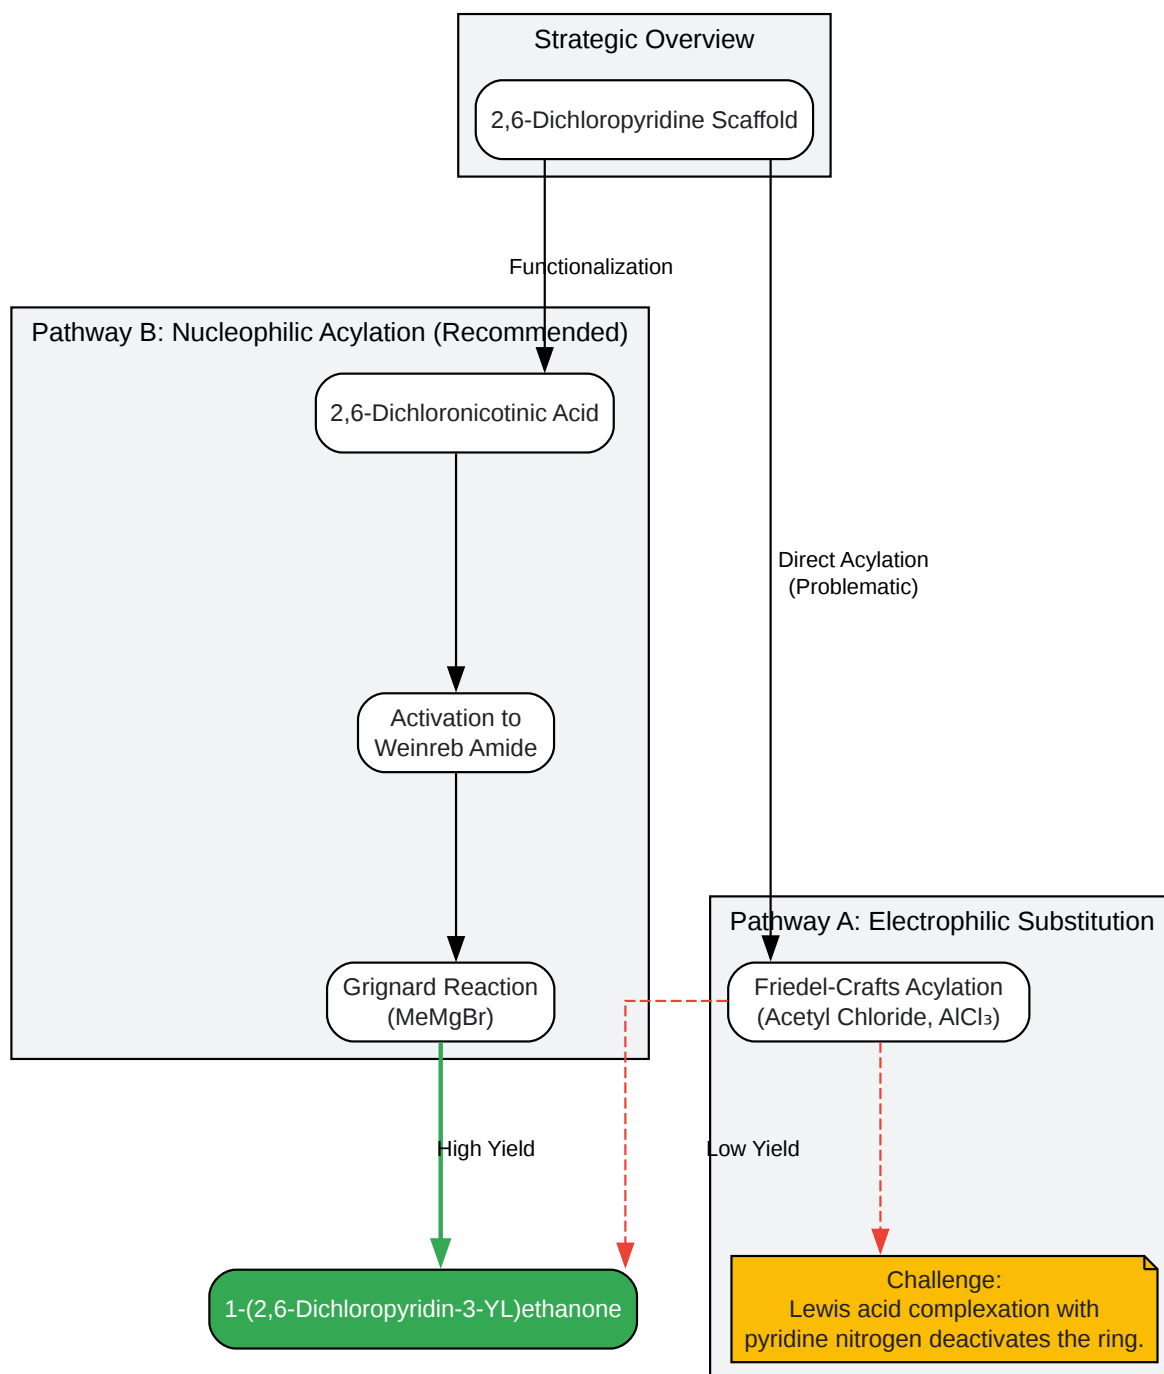 Strategic Overview
2,6-Dichloropyridine Scaffold
Functionalization
Pathway B: Nucleophilic Acylation (Recommended)
2,6-Dichloronicotinic Acid
Direct Acylation
(Problematic)
Activation to
Weinreb Amide
Pathway A: Electrophilic Substitution
Grignard Reaction
(MeMgBr)
Friedel-Crafts Acylation
(Acetyl Chloride, AlCl₃)
High Yield
Low Yield
1-(2,6-Dichloropyridin-3-YL)ethanone
Challenge:
Lewis acid complexation with
pyridine nitrogen deactivates the ring.